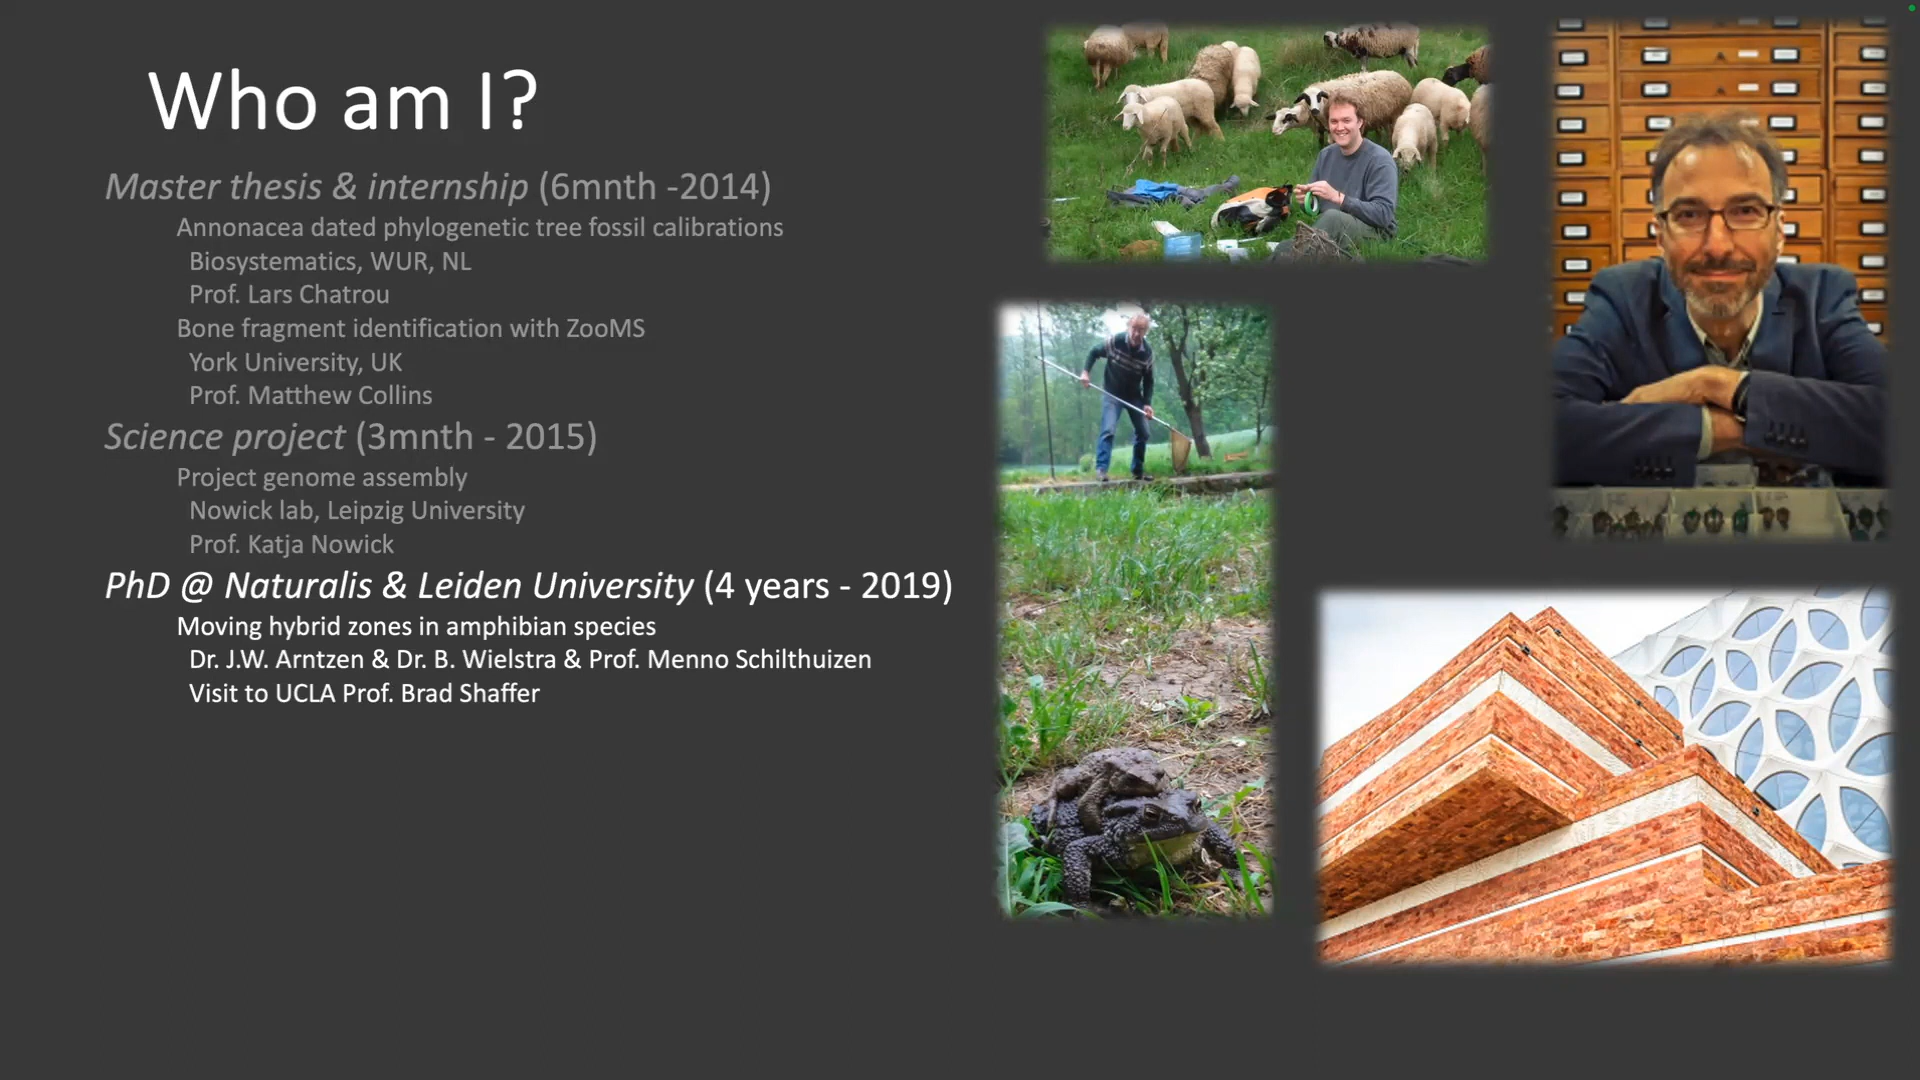 Who am I?
Master thesis & internship (6mnth -2014)
Annonacea dated phylogenetic tree fossil calibrations
Biosystematics, WUR, NL
Prof. Lars Chatrou
Bone fragment identification with ZooMS
York University, UK
Prof. Matthew Collins
Science project (3mnth - 2015)
Project genome assembly
Nowick lab, Leipzig University
Prof. Katja Nowick
PhD @ Naturalis & Leiden University (4 years - 2019)
Moving hybrid zones in amphibian species
Dr. J.W. Arntzen & Dr. B. Wielstra & Prof. Menno Schilthuizen
Visit to UCLA Prof. Brad Shaffer